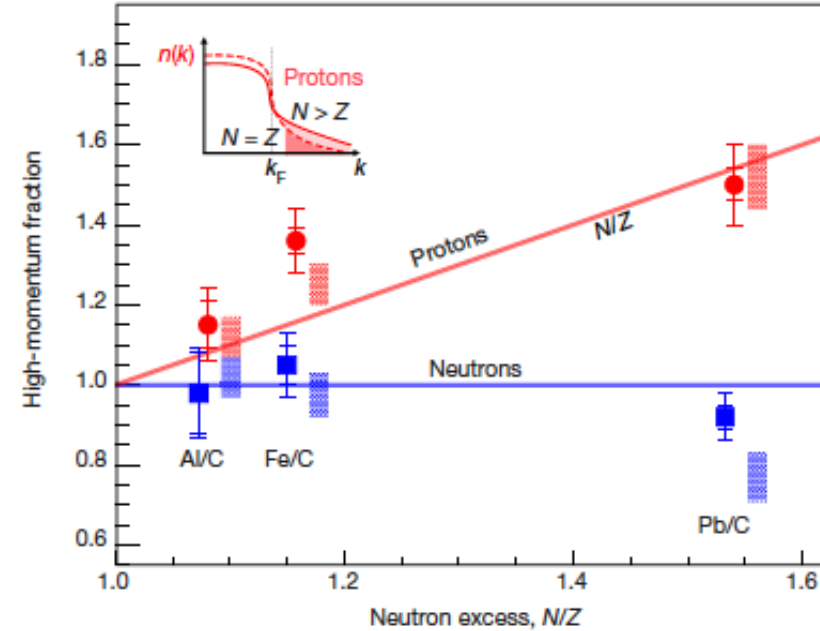 n(k)
Protons
N > Z
N = Z
k_F
k
High-momentum fraction
1.8
1.6
1.4
1.2
1.0
0.8
0.6
Protons
N/Z
Neutrons
Al/C
Fe/C
Pb/C
1.0
1.2
1.4
1.6
Neutron excess, N/Z